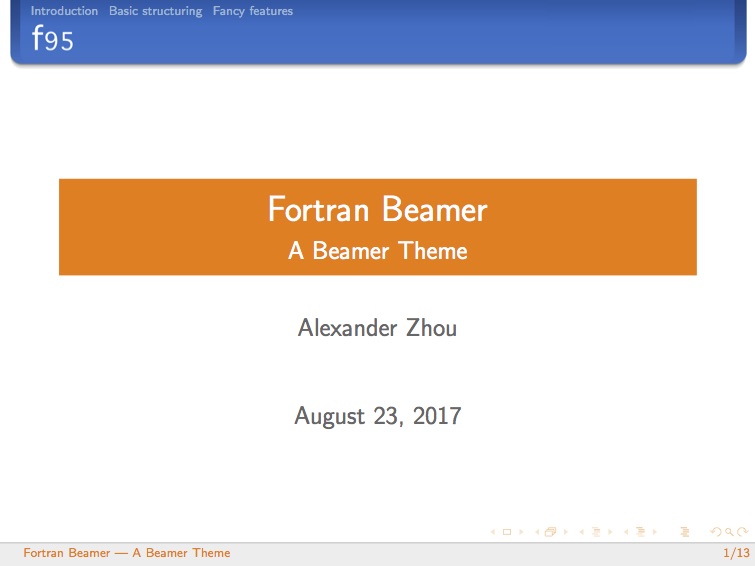 Introduction Basic structuring Fancy features
f95
Fortran Beamer
A Beamer Theme
Alexander Zhou
August 23, 2017
Fortran Beamer — A Beamer Theme 1/13